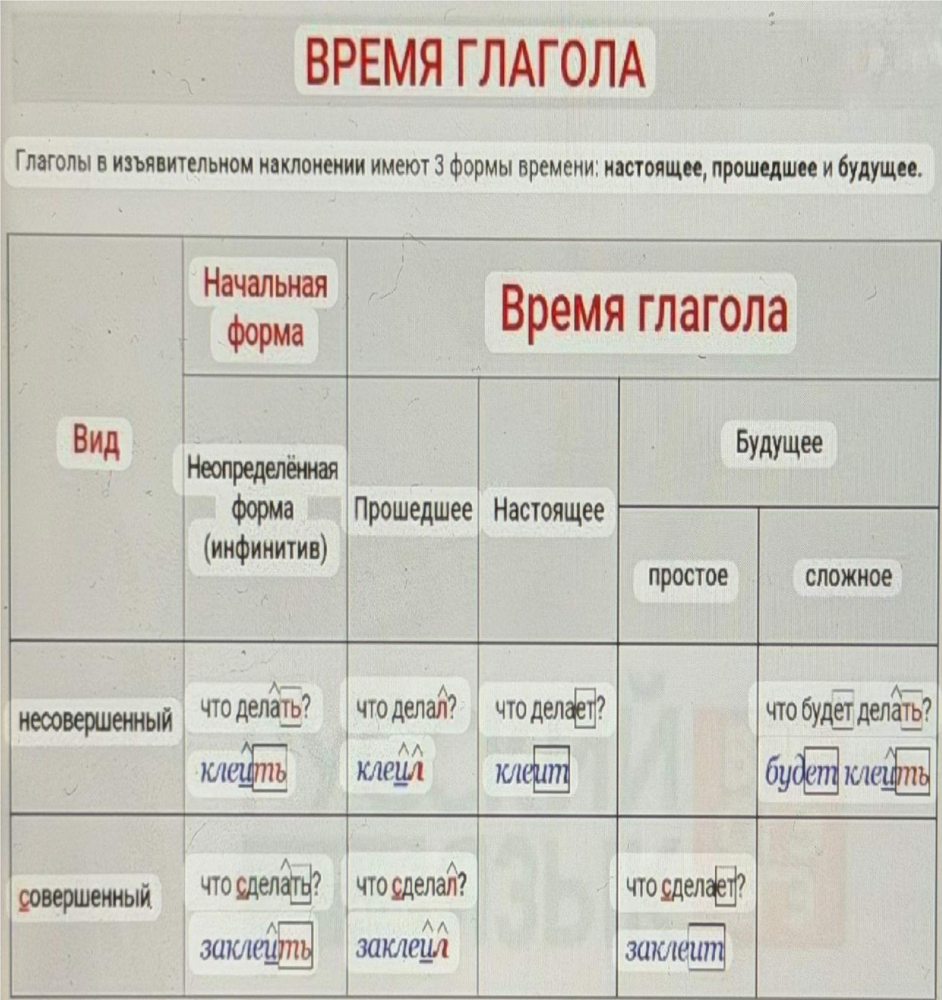 ВРЕМЯ ГЛАГОЛА
Глаголы в изъявительном наклонении имеют 3 формы времени: настоящее, прошедшее и будущее.
Вид
Начальная
форма
Время глагола
Неопределённая
форма
(инфинитив)
Прошедшее
Настоящее
Будущее
простое
сложное
несовершенный
что делать?
клеить
что делал?
клеил
что делает?
клеит
что будет делать?
будет клеить
совершенный
что сделать?
заклеить
что сделал?
заклеил
что сделает?
заклеит